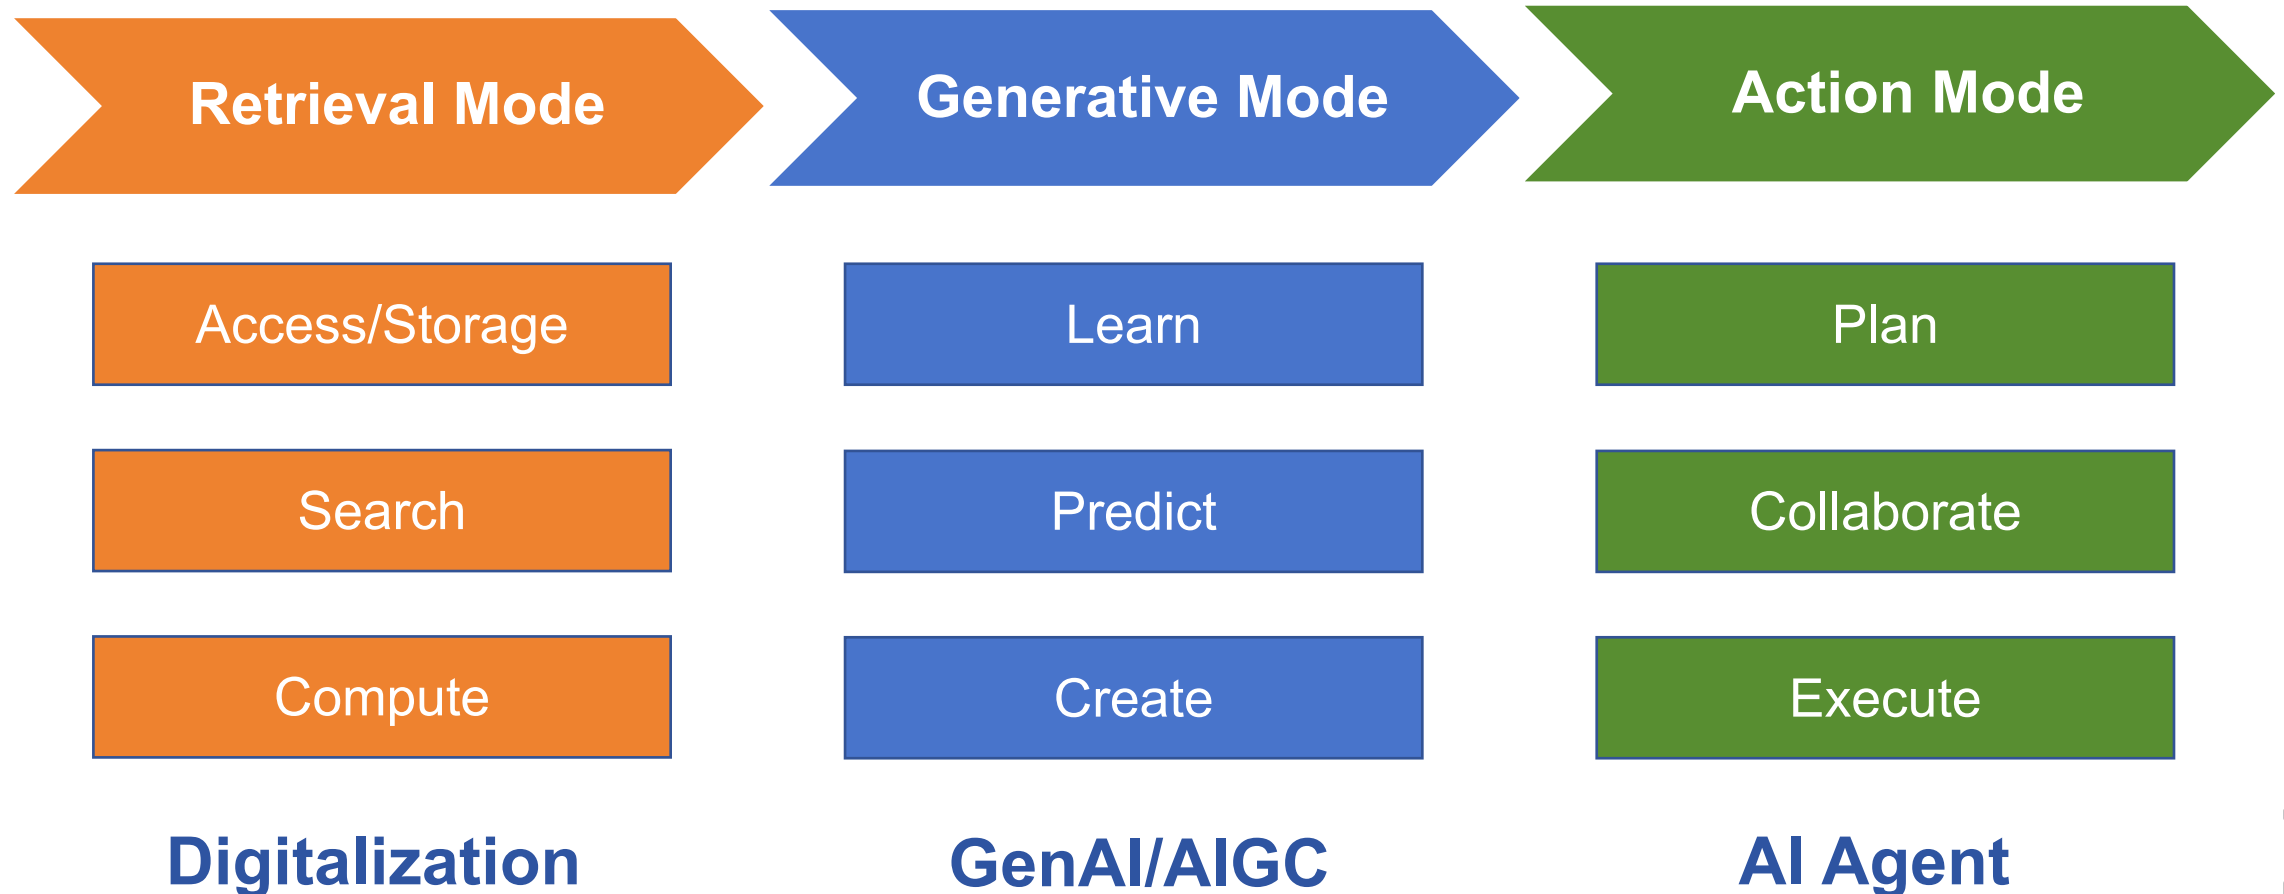 Retrieval Mode
Generative Mode
Action Mode
Access/Storage
Learn
Plan
Search
Predict
Collaborate
Compute
Create
Execute
Digitalization
GenAI/AIGC
AI Agent